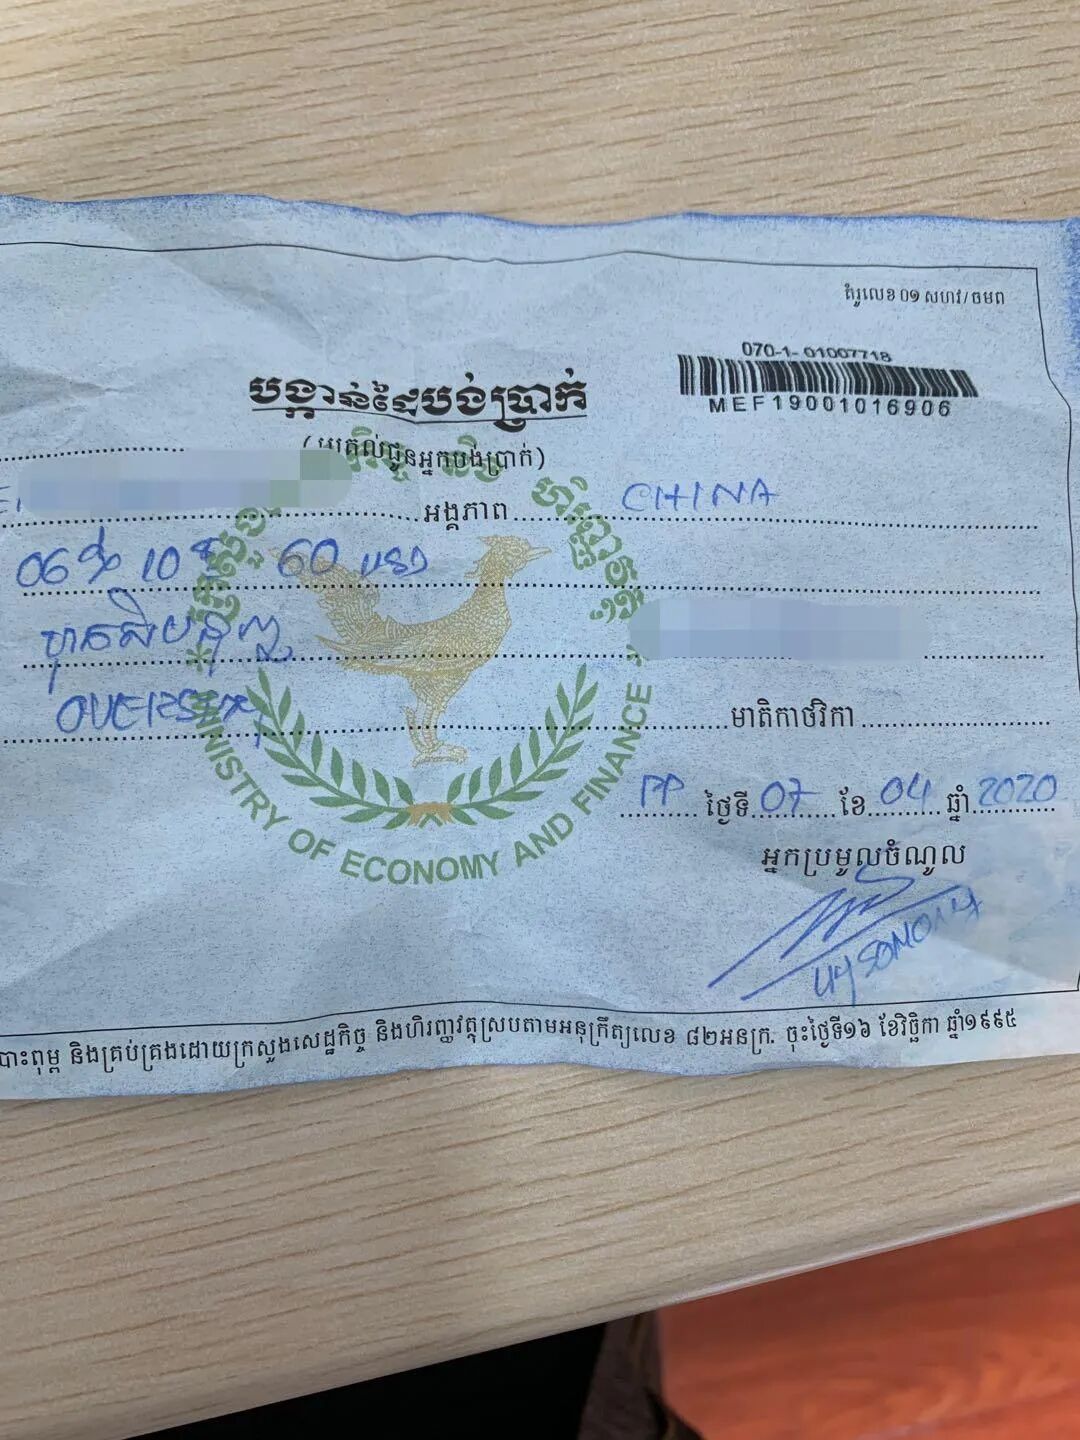 គំរូលេខ ០១ សហវ/ចមព
070-1- 01007718
MEF19001016906
បង្កាន់ដៃបង់ប្រាក់
(ប្រគល់ជូនអ្នកបង់ប្រាក់)
អង្គភាព CHINA
06 10 60
OVERSTAY មាតិកាថវិកា
PP ថ្ងៃទី 07 ខែ 04 ឆ្នាំ 2020
អ្នកប្រមូលចំណូល
MINISTRY OF ECONOMY AND FINANCE
បោះពុម្ព និងគ្រប់គ្រងដោយក្រសួងសេដ្ឋកិច្ច និងហិរញ្ញវត្ថុស្របតាមអនុក្រឹត្យលេខ ៨២អនក្រ. ចុះថ្ងៃទី១៦ ខែវិច្ឆិកា ឆ្នាំ១៩៩៥